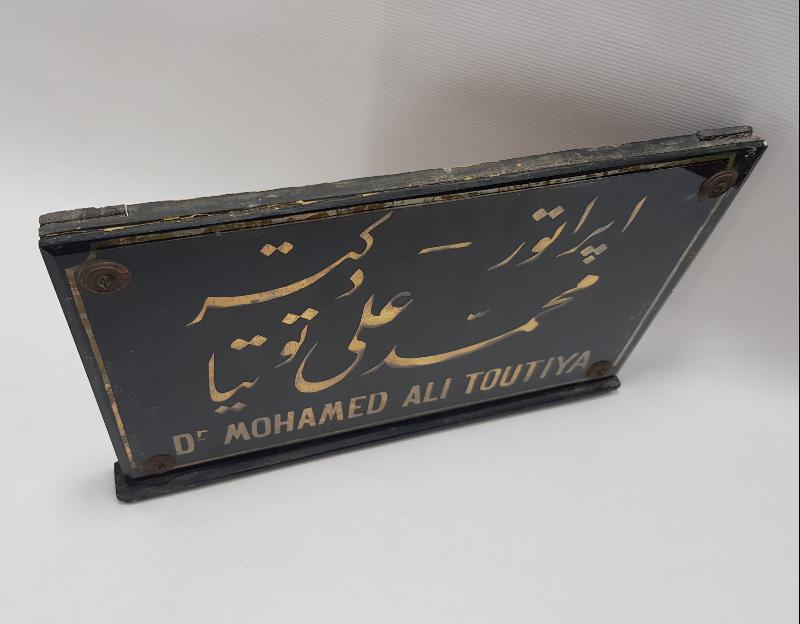 اپراتور - دکتر
محمد علی توتیا
Dr MOHAMED ALI TOUTIYA